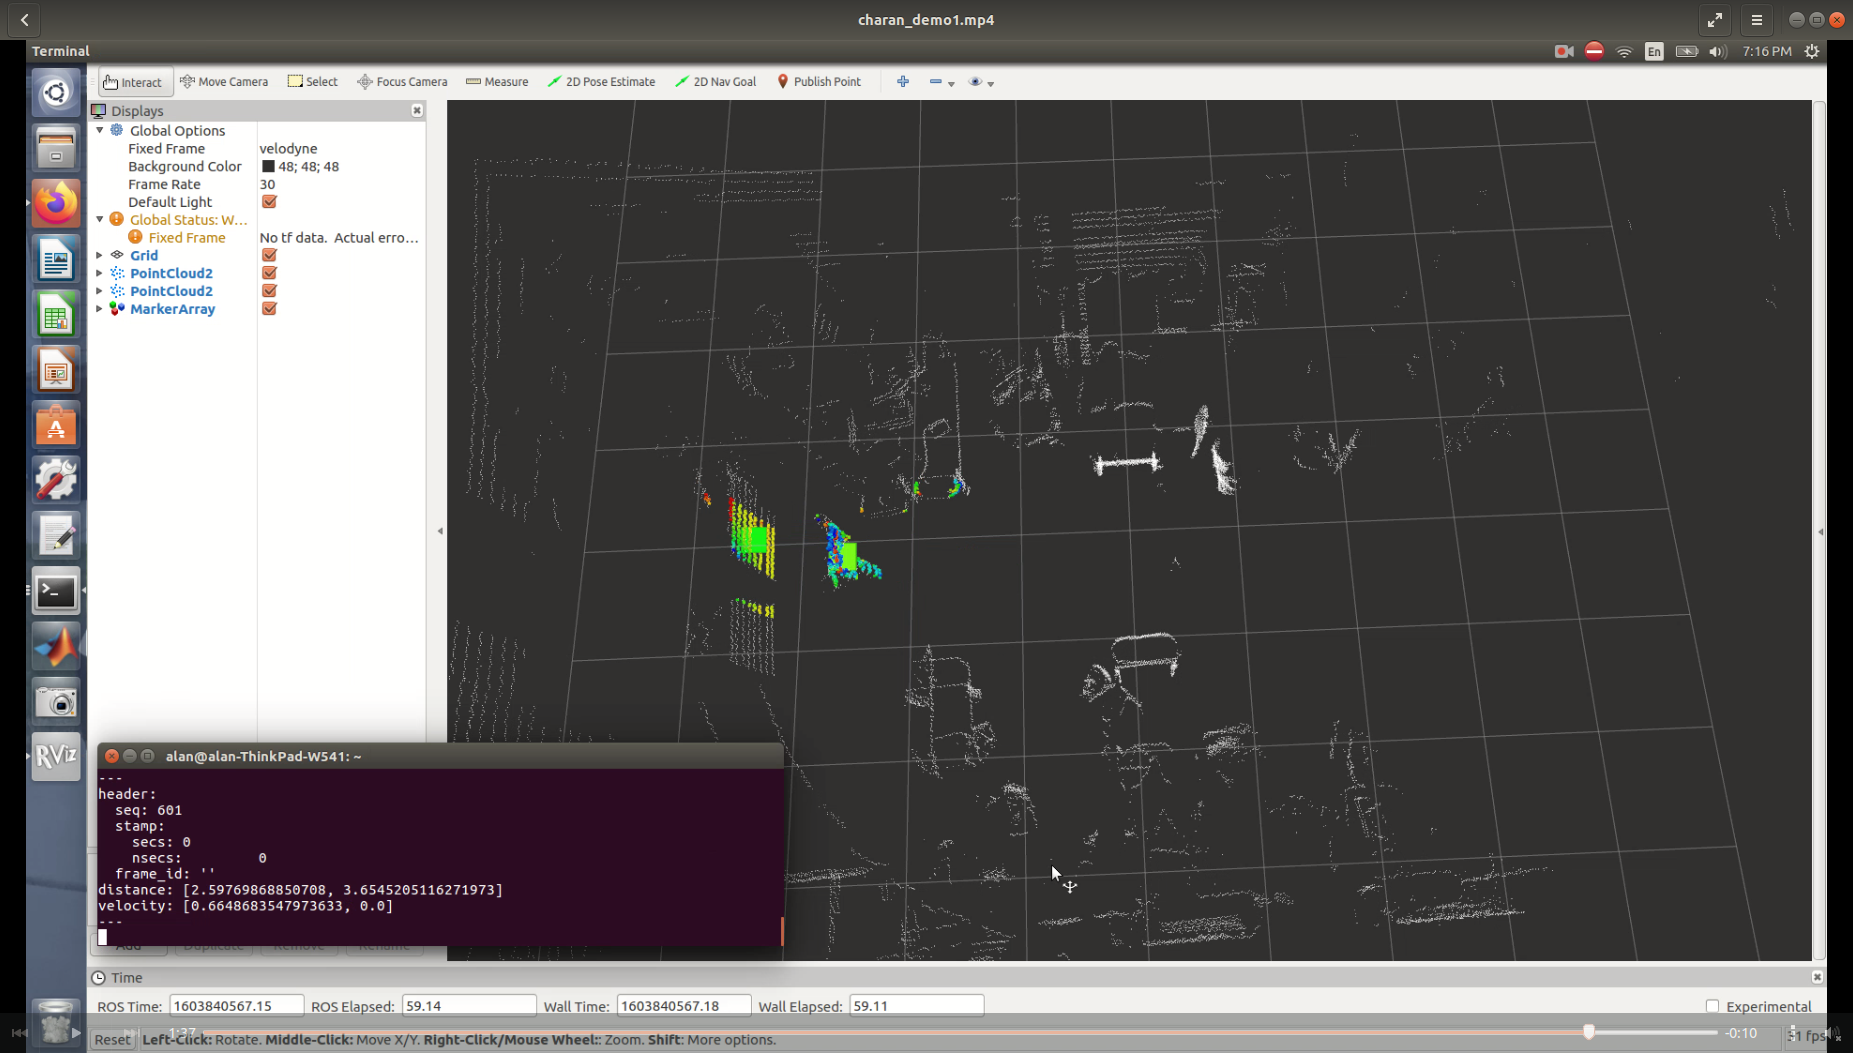 charan_demo1.mp4
Terminal
En
7:16 PM
Interact
Move Camera
Select
Focus Camera
Measure
2D Pose Estimate
2D Nav Goal
Publish Point
Displays
Global Options
Fixed Frame velodyne
Background Color 48; 48; 48
Frame Rate 30
Default Light
Global Status: W...
Fixed Frame No tf data. Actual erro...
Grid
PointCloud2
PointCloud2
MarkerArray
RViz
alan@alan-ThinkPad-W541: ~
---
header:
seq: 601
stamp:
secs: 0
nsecs: 0
frame_id: ''
distance: [2.59769868850708, 3.6545205116271973]
velocity: [0.6648683547973633, 0.0]
---
Add Duplicate Remove Rename
Time
ROS Time: 1603840567.15 ROS Elapsed: 59.14 Wall Time: 1603840567.18 Wall Elapsed: 59.11 Experimental
1:37 -0:10
Reset Left-Click: Rotate. Middle-Click: Move X/Y. Right-Click/Mouse Wheel:: Zoom. Shift: More options. 31 fps